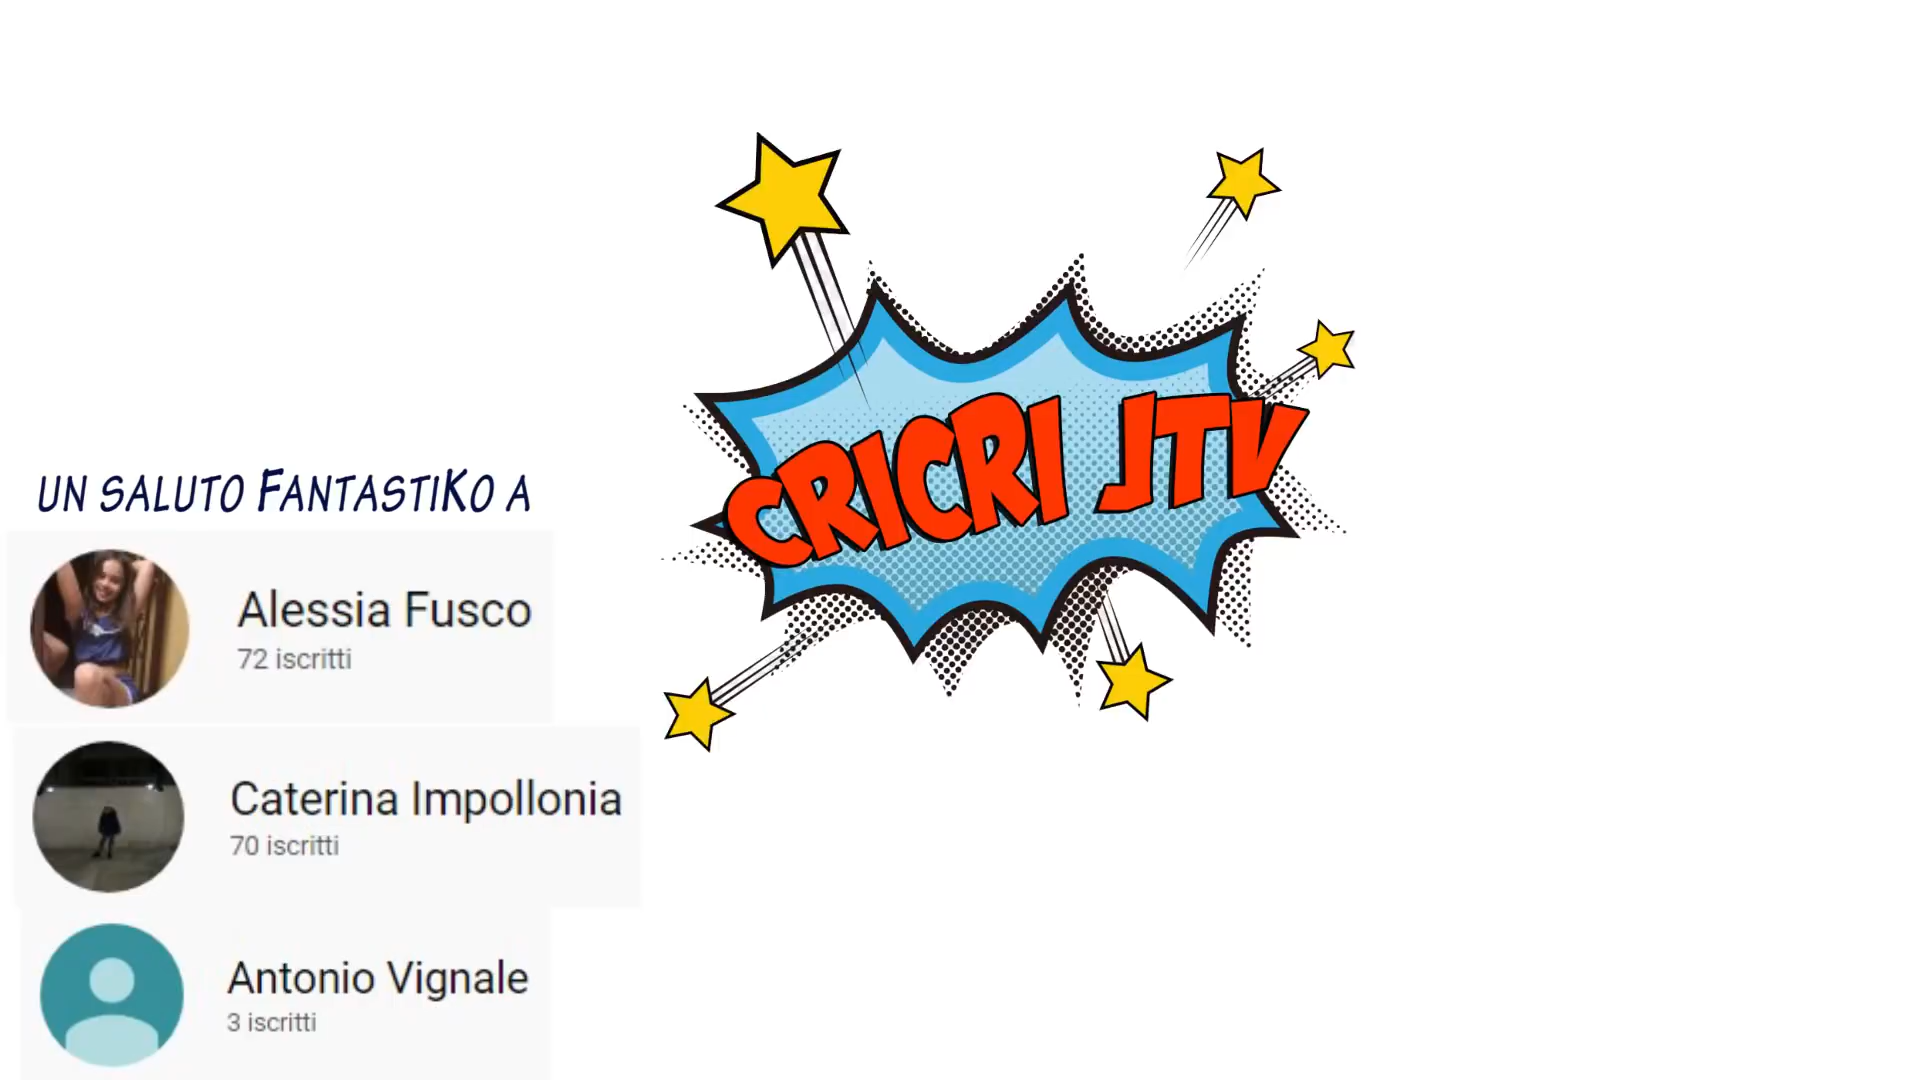 CRICRI JTV
UN SALUTO FANTASTIKO A
Alessia Fusco
72 iscritti
Caterina Impollonia
70 iscritti
Antonio Vignale
3 iscritti